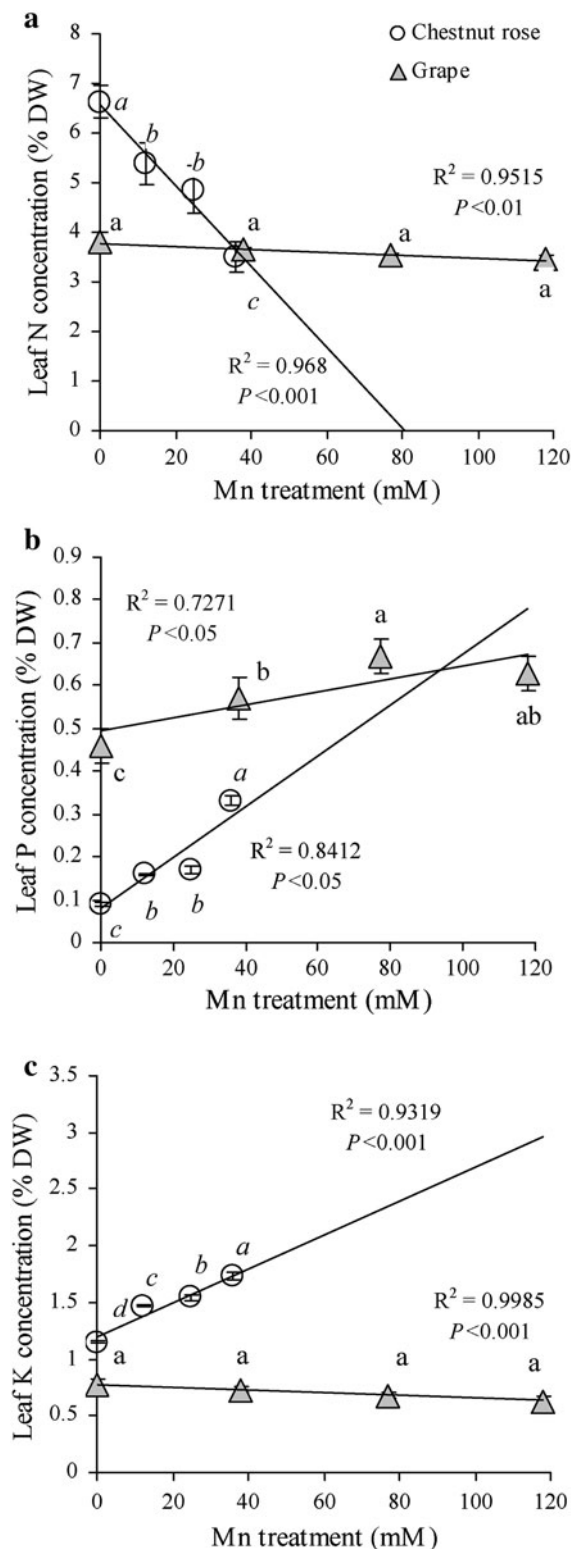 a
Chestnut rose
Grape
Leaf N concentration (% DW)
7
6
5
4
3
2
1
0
a
-b
-b
c
a
a
a
a
R² = 0.9515
P<0.01
R² = 0.968
P<0.001
0 20 40 60 80 100 120
Mn treatment (mM)
b
Leaf P concentration (% DW)
0.9
0.8
0.7
0.6
0.5
0.4
0.3
0.2
0.1
0
R² = 0.7271
P<0.05
c
b
a
ab
c
b
b
a
R² = 0.8412
P<0.05
0 20 40 60 80 100 120
Mn treatment (mM)
c
Leaf K concentration (% DW)
3.5
3
2.5
2
1.5
1
0.5
0
R² = 0.9319
P<0.001
d
c
b
a
R² = 0.9985
P<0.001
a
a
a
a
0 20 40 60 80 100 120
Mn treatment (mM)